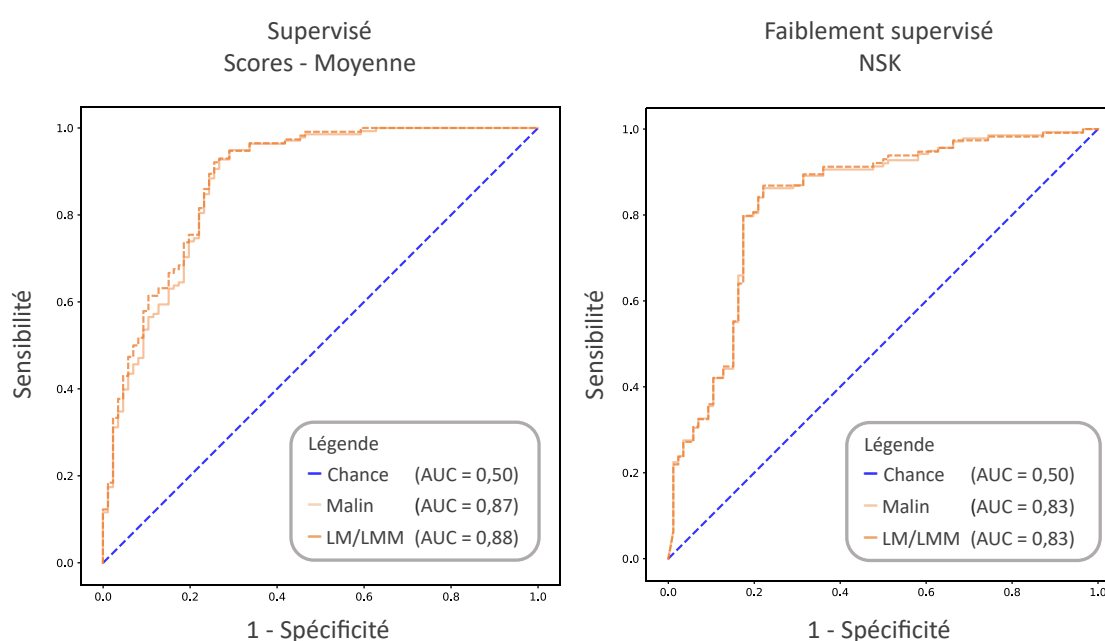 Supervisé
Scores - Moyenne
Sensibilité
1.0
0.8
0.6
0.4
0.2
0.0
0.0
0.2
0.4
0.6
0.8
1.0
1 - Spécificité
Légende
Chance (AUC = 0,50)
Malin (AUC = 0,87)
LM/LMM (AUC = 0,88)
Faiblement supervisé
NSK
Sensibilité
1.0
0.8
0.6
0.4
0.2
0.0
0.0
0.2
0.4
0.6
0.8
1.0
1 - Spécificité
Légende
Chance (AUC = 0,50)
Malin (AUC = 0,83)
LM/LMM (AUC = 0,83)